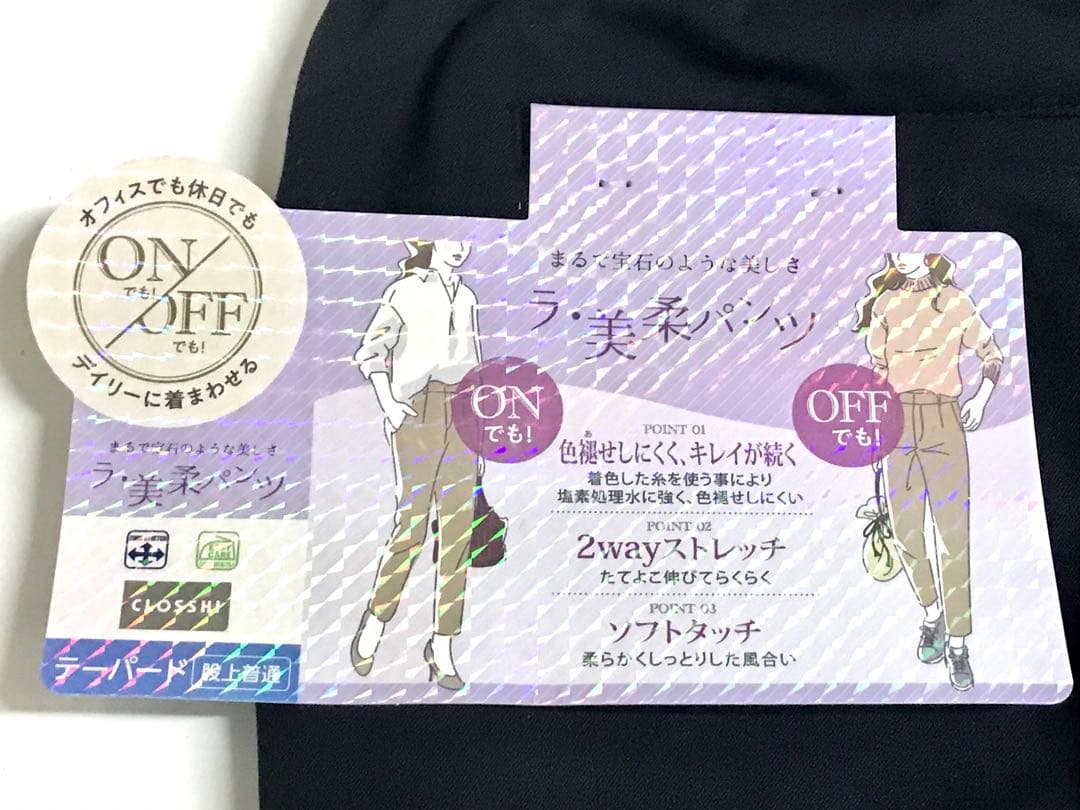 オフィスでも休日でも
ON
でも!
OFF
でも!
デイリーに着まわせる
まるで宝石のような美しさ
ラ・美柔パンツ
CLOSSHI
テーパード 股上普通
まるで宝石のような美しさ
ラ・美柔パンツ
ON
でも!
OFF
でも!
POINT 01
色褪せしにくく、キレイが続く
あ
着色した糸を使う事により
塩素処理水に強く、色褪せしにくい
POINT 02
2wayストレッチ
たてよこ伸びてらくらく
POINT 03
ソフトタッチ
柔らかくしっとりした風合い